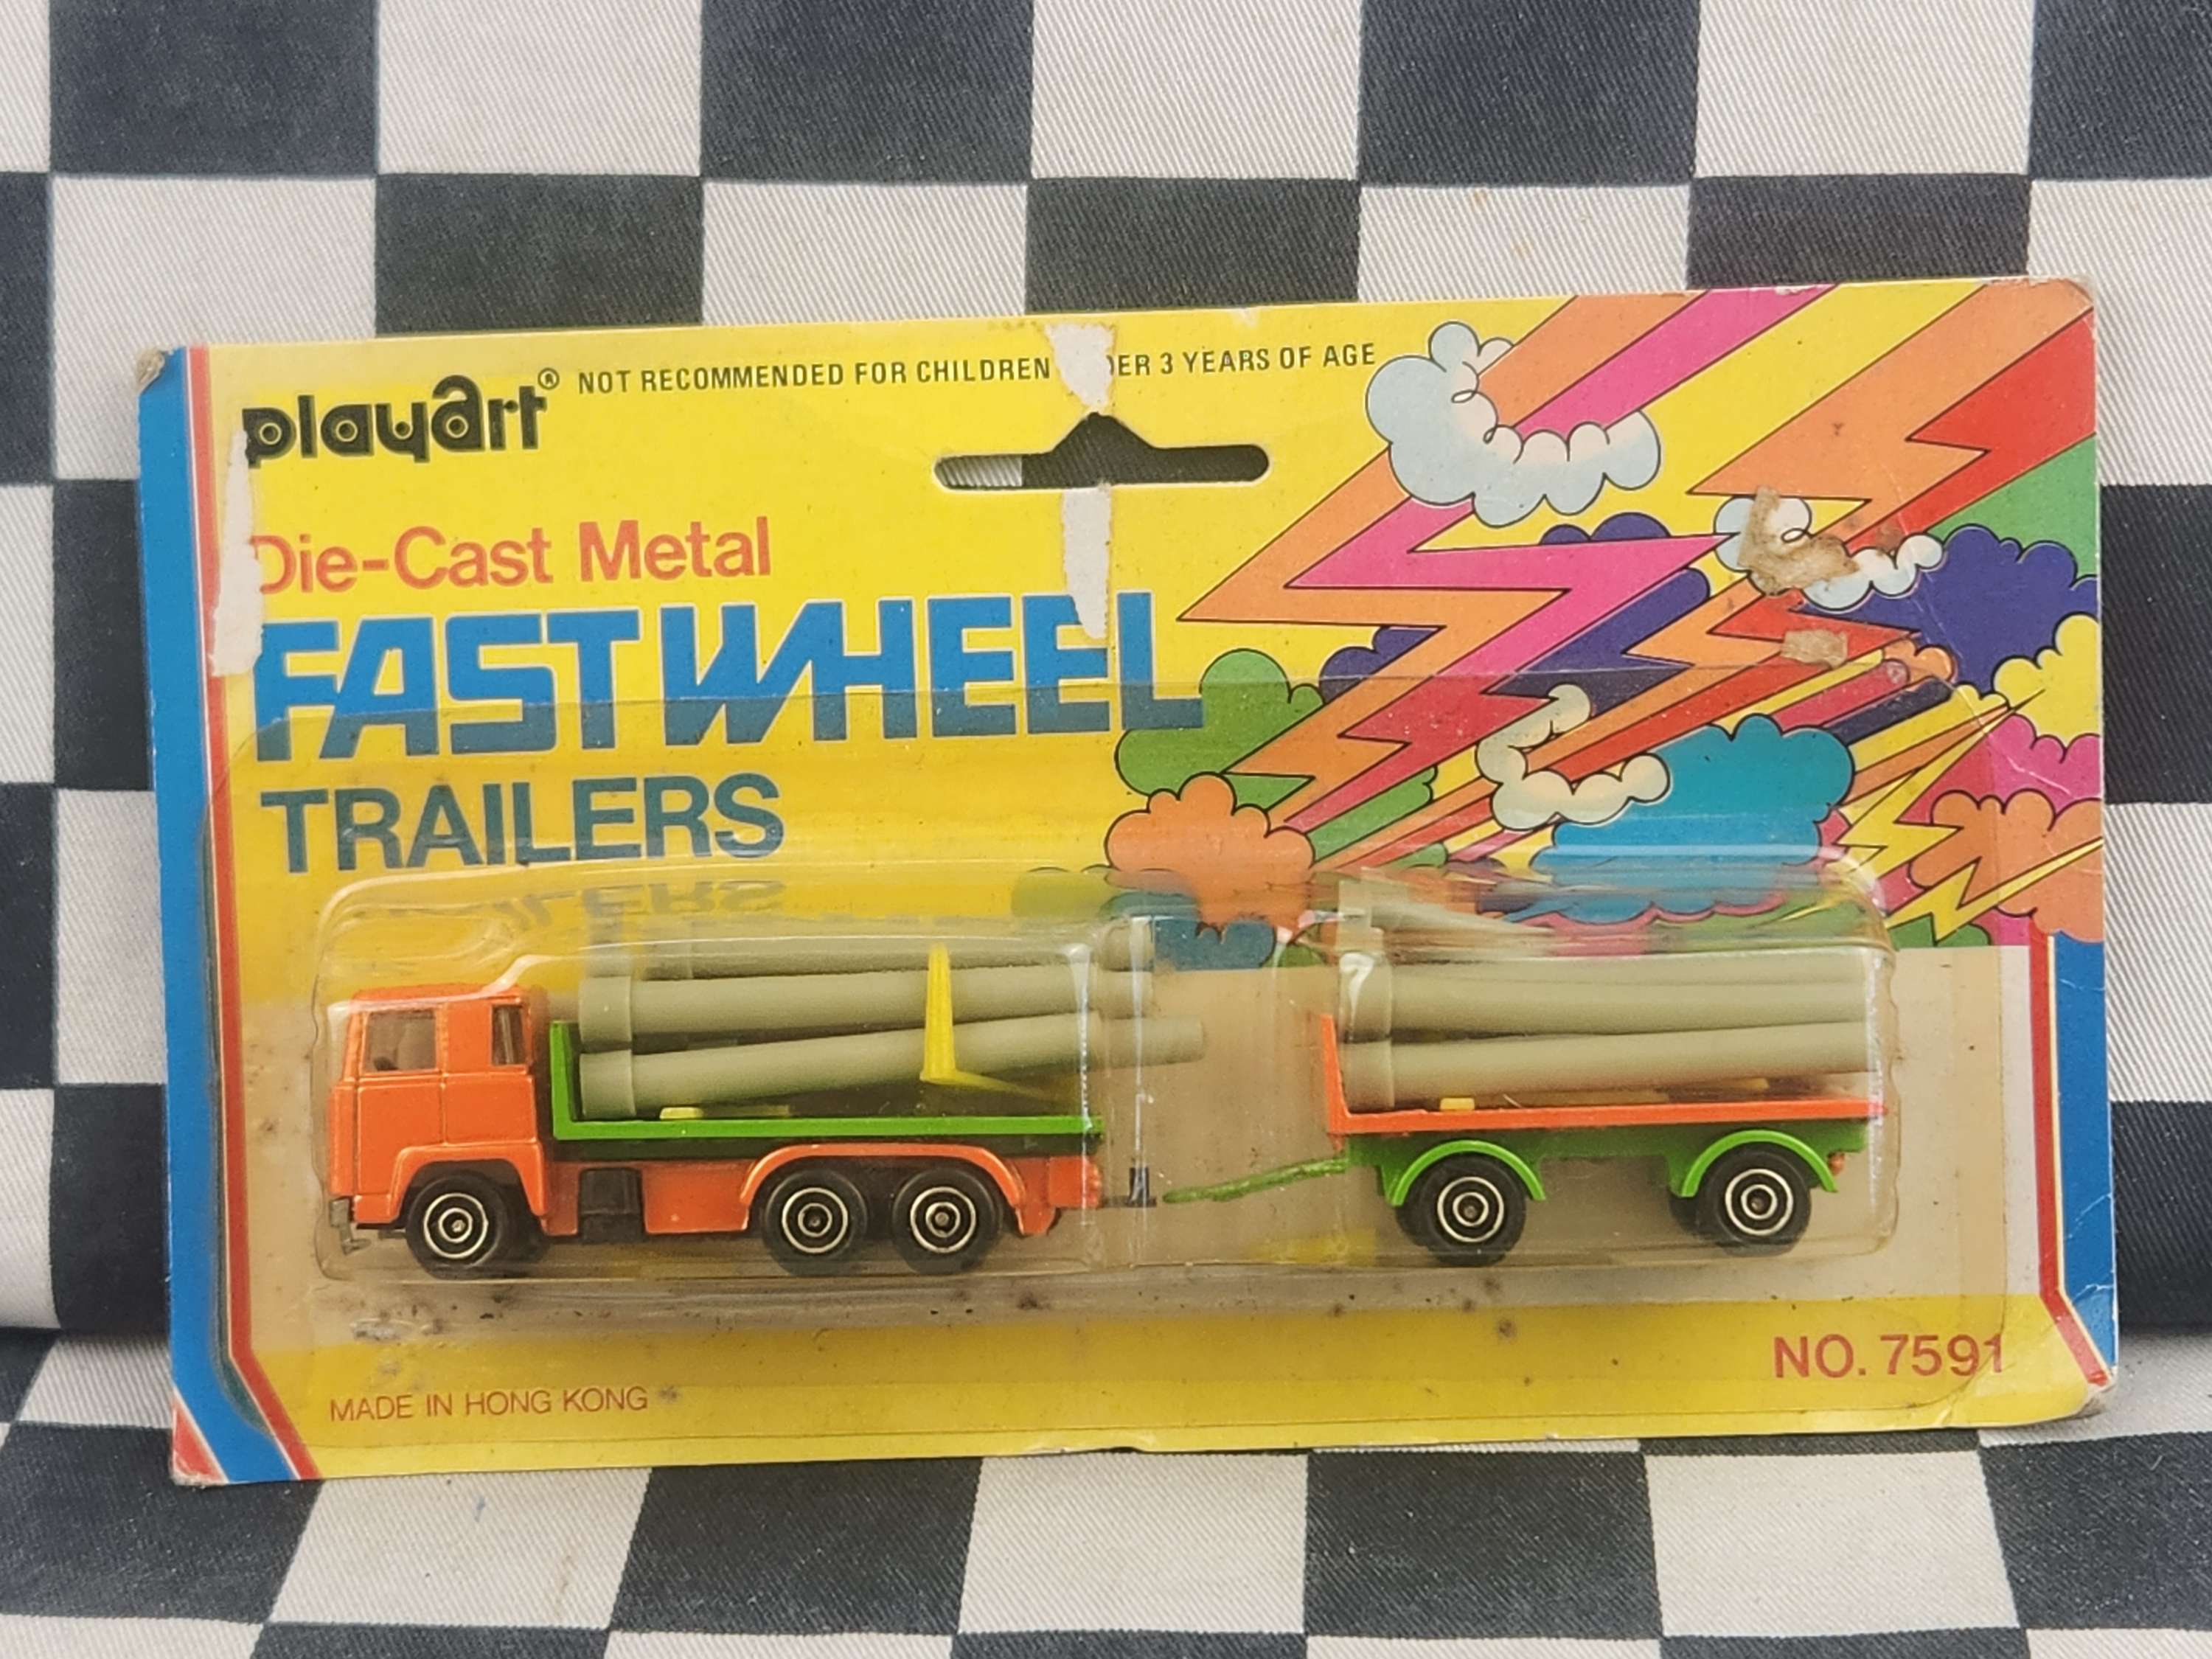 playart® NOT RECOMMENDED FOR CHILDREN DER 3 YEARS OF AGE
Die-Cast Metal
FASTWHEEL
TRAILERS
NO. 7591
MADE IN HONG KONG